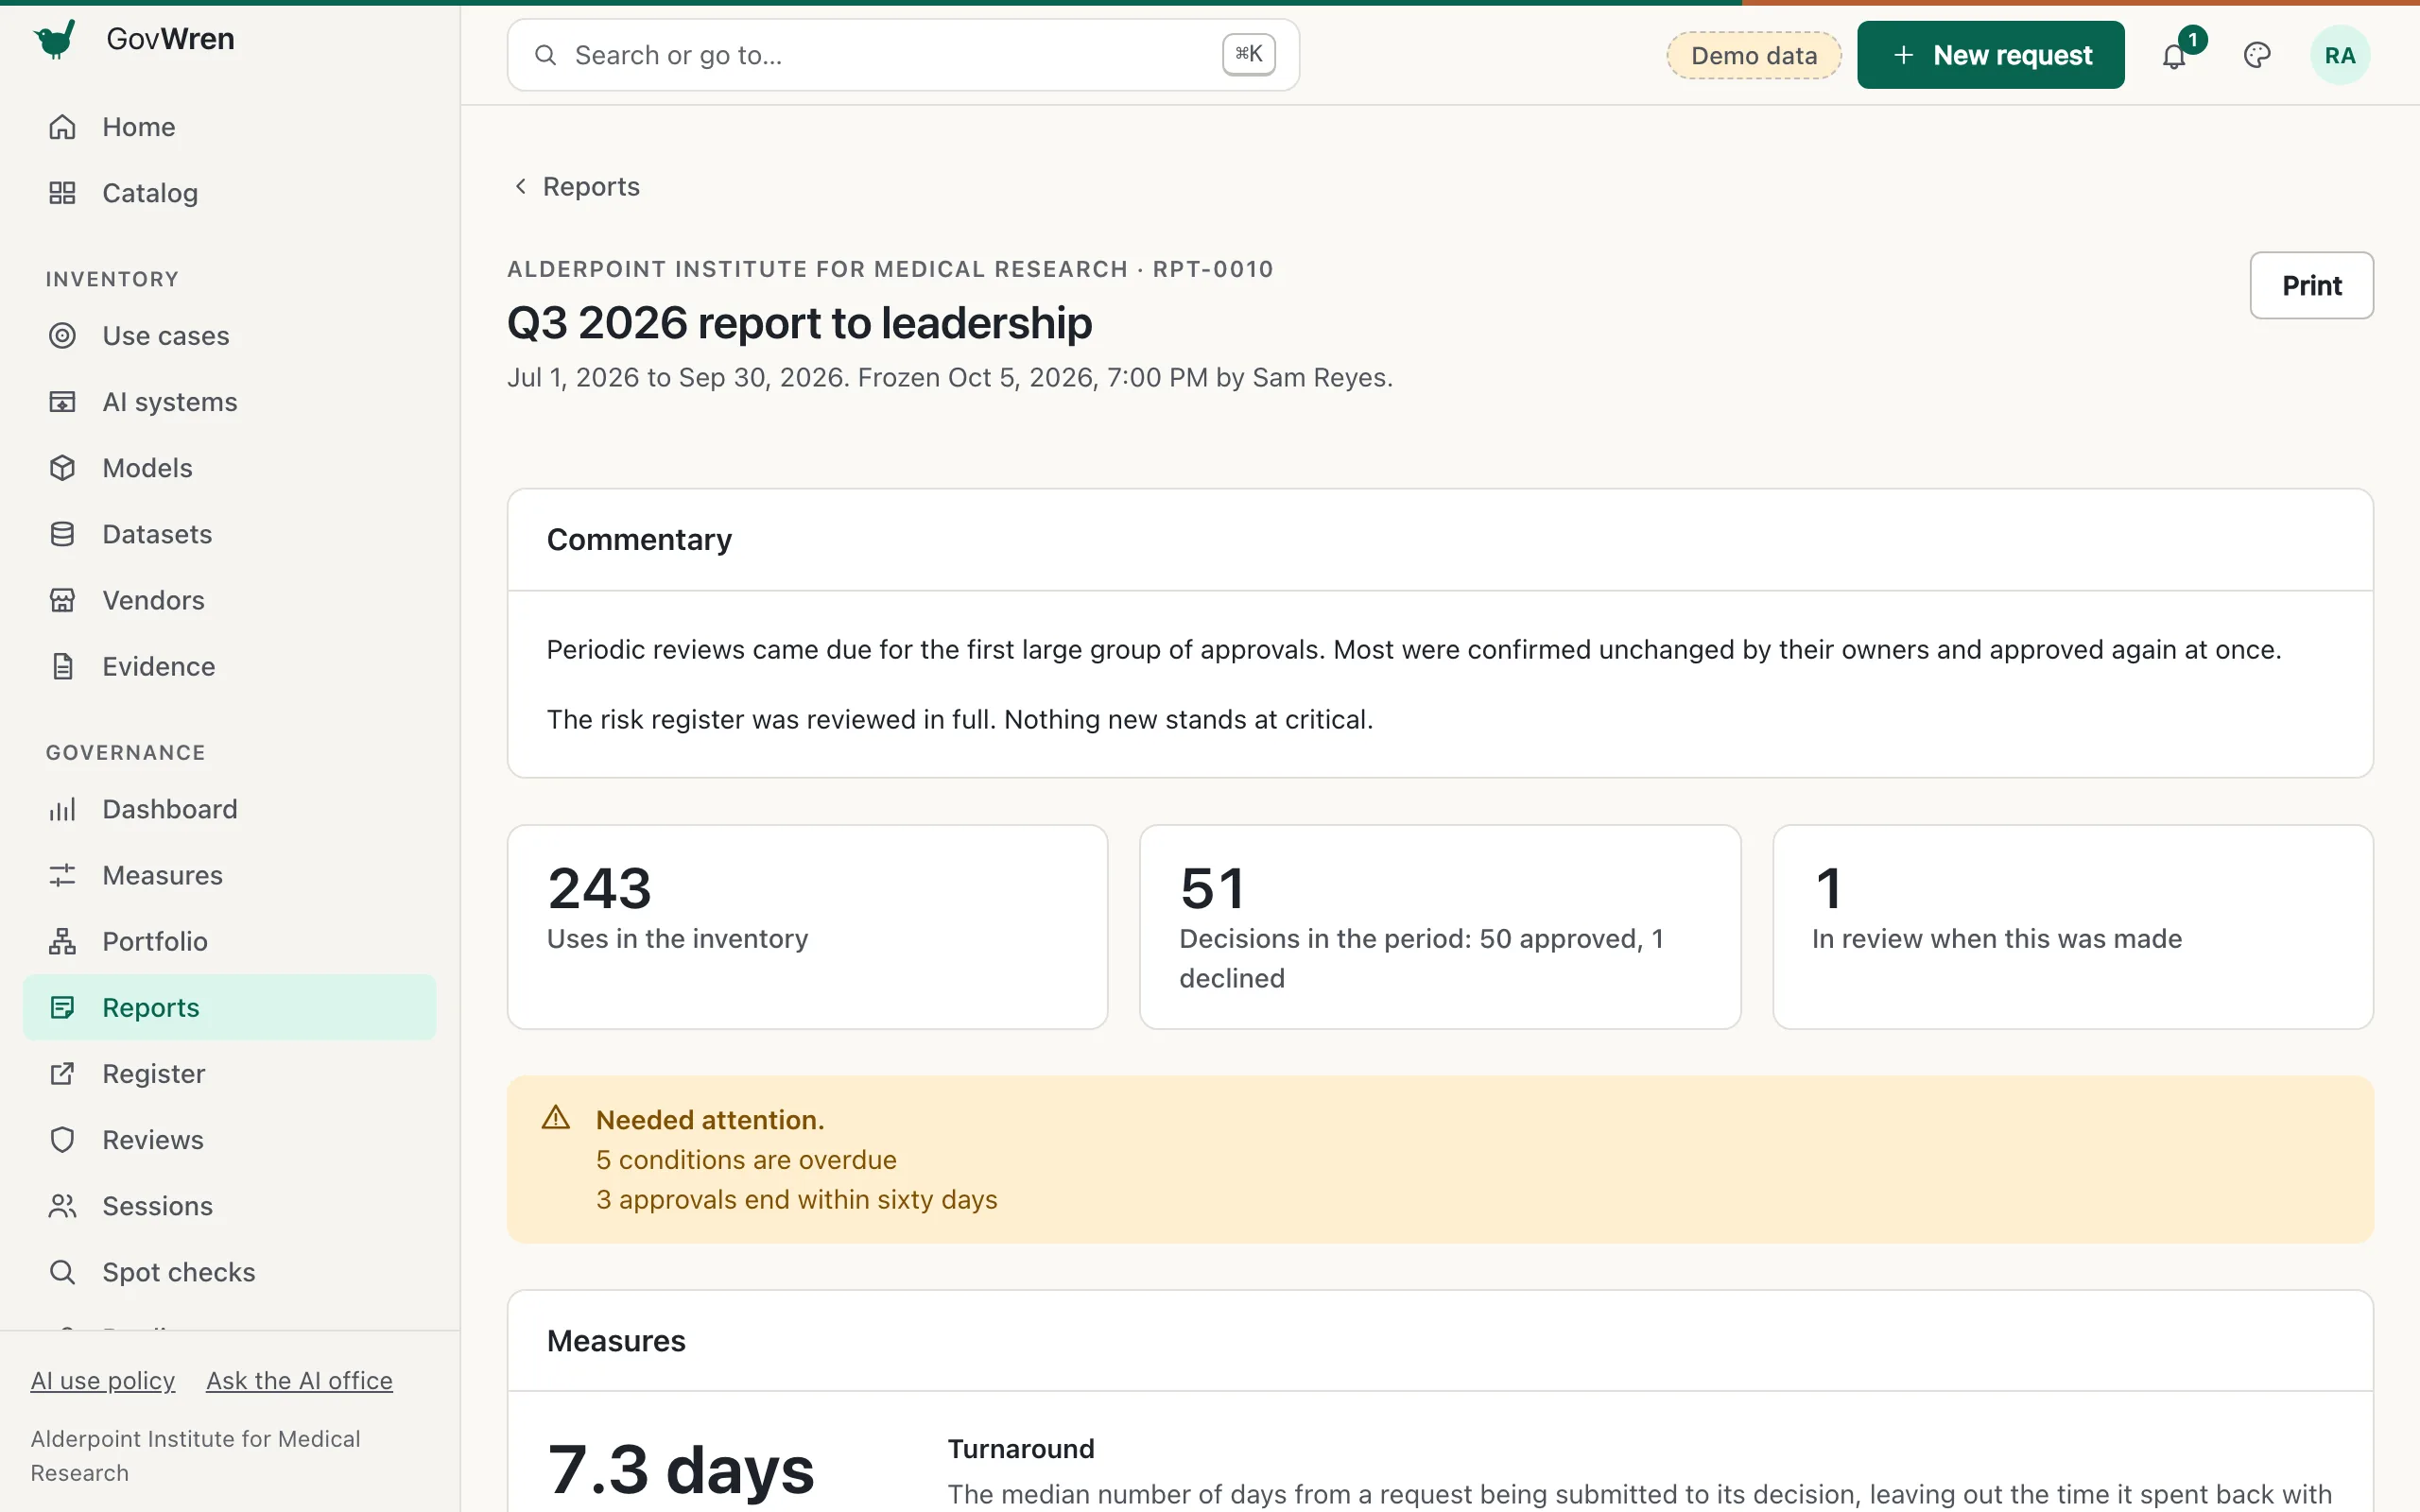 GovWren
Search or go to...
⌘K
Demo data
+ New request
1
RA
Home
Catalog
INVENTORY
Use cases
AI systems
Models
Datasets
Vendors
Evidence
GOVERNANCE
Dashboard
Measures
Portfolio
Reports
Register
Reviews
Sessions
Spot checks
AI use policy
Ask the AI office
Alderpoint Institute for Medical
Research
Reports
ALDERPOINT INSTITUTE FOR MEDICAL RESEARCH · RPT-0010
Q3 2026 report to leadership
Jul 1, 2026 to Sep 30, 2026. Frozen Oct 5, 2026, 7:00 PM by Sam Reyes.
Print
Commentary
Periodic reviews came due for the first large group of approvals. Most were confirmed unchanged by their owners and approved again at once.
The risk register was reviewed in full. Nothing new stands at critical.
243
Uses in the inventory
51
Decisions in the period: 50 approved, 1
declined
1
In review when this was made
Needed attention.
5 conditions are overdue
3 approvals end within sixty days
Measures
7.3 days
Turnaround
The median number of days from a request being submitted to its decision, leaving out the time it spent back with